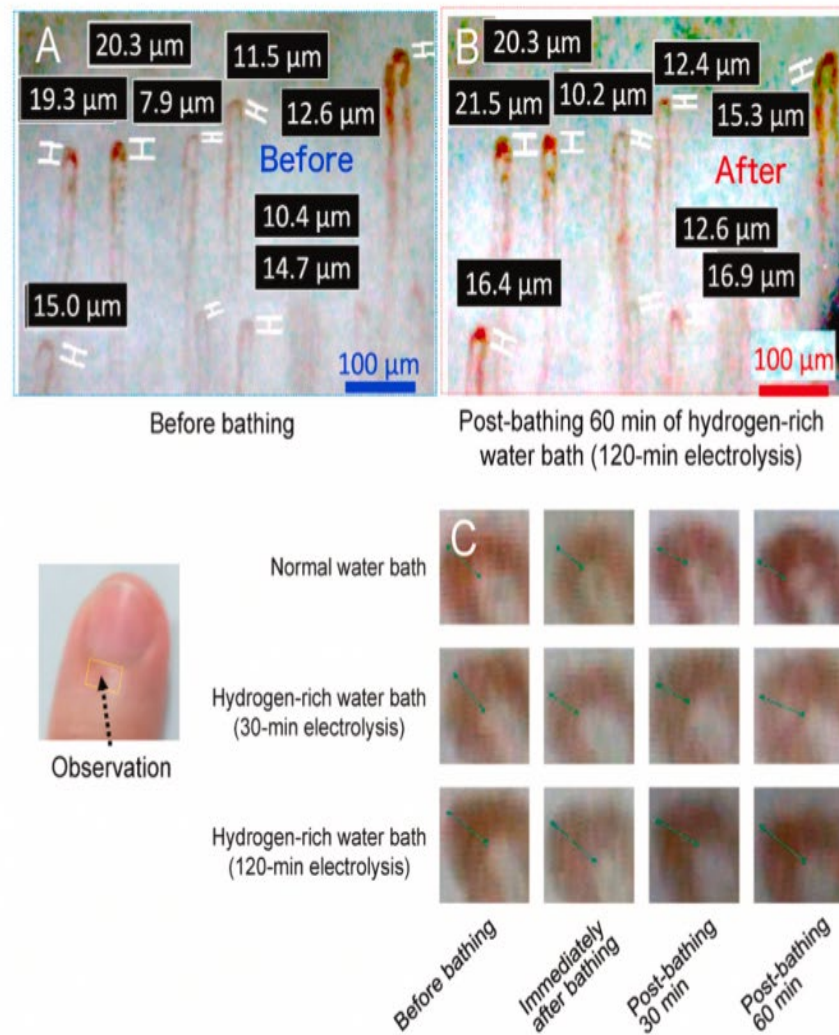 A
20.3 µm
11.5 µm
19.3 µm
7.9 µm
12.6 µm
Before
10.4 µm
14.7 µm
15.0 µm
100 µm
Before bathing
B
20.3 µm
12.4 µm
21.5 µm
10.2 µm
15.3 µm
After
12.6 µm
16.4 µm
16.9 µm
100 µm
Post-bathing 60 min of hydrogen-rich
water bath (120-min electrolysis)
Observation
C
Normal water bath
Hydrogen-rich water bath
(30-min electrolysis)
Hydrogen-rich water bath
(120-min electrolysis)
Before bathing
Immediately
after bathing
Post-bathing
30 min
Post-bathing
60 min